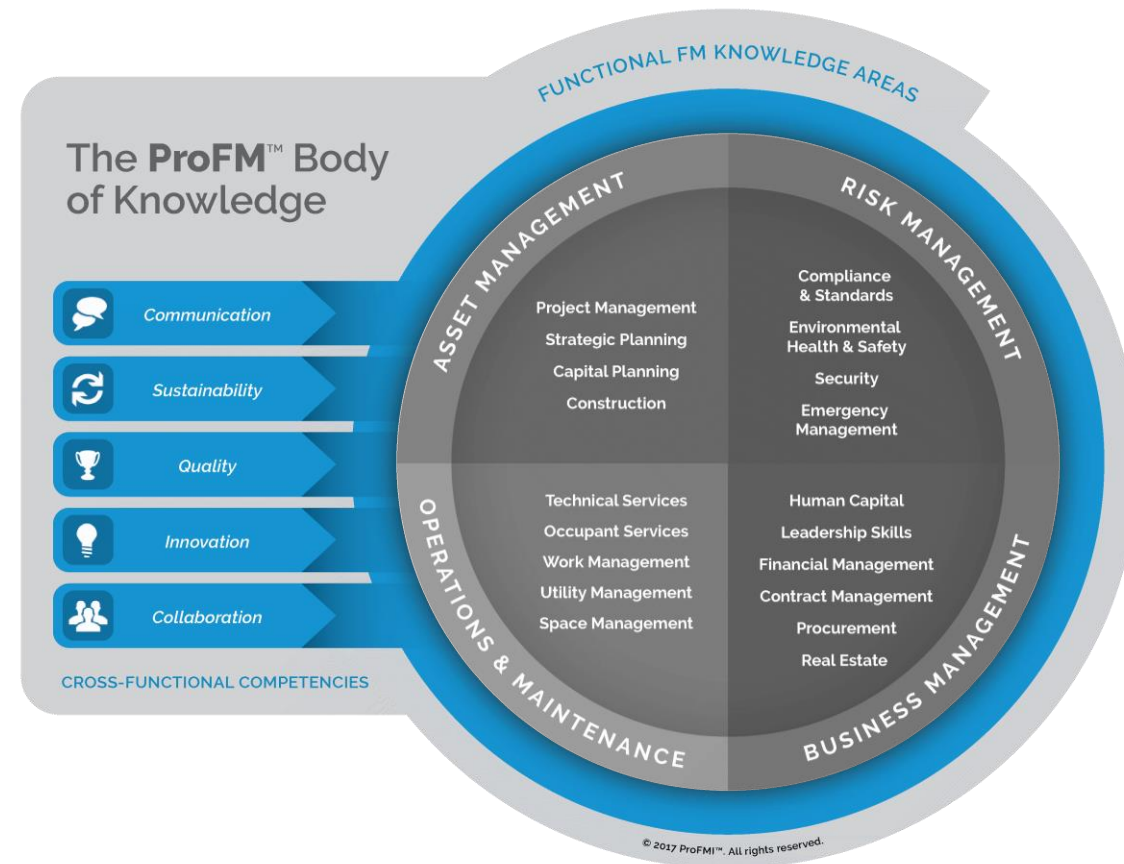 FUNCTIONAL FM KNOWLEDGE AREAS
The ProFM™ Body
of Knowledge
Communication
Sustainability
Quality
Innovation
Collaboration
CROSS-FUNCTIONAL COMPETENCIES
ASSET MANAGEMENT
Project Management
Strategic Planning
Capital Planning
Construction
RISK MANAGEMENT
Compliance
& Standards
Environmental
Health & Safety
Security
Emergency
Management
OPERATIONS & MAINTENANCE
Technical Services
Occupant Services
Work Management
Utility Management
Space Management
BUSINESS MANAGEMENT
Human Capital
Leadership Skills
Financial Management
Contract Management
Procurement
Real Estate
© 2017 ProFMI™. All rights reserved.